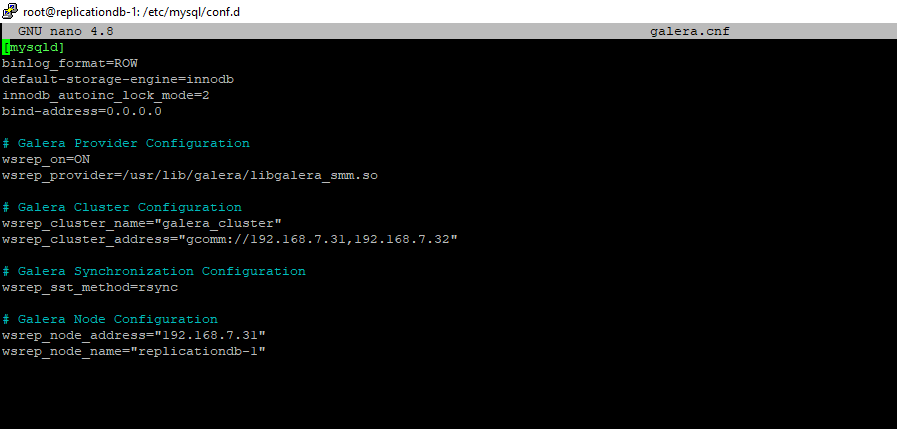 root@replicationdb-1: /etc/mysql/conf.d
GNU nano 4.8 galera.cnf
[mysqld]
binlog_format=ROW
default-storage-engine=innodb
innodb_autoinc_lock_mode=2
bind-address=0.0.0.0
# Galera Provider Configuration
wsrep_on=ON
wsrep_provider=/usr/lib/galera/libgalera_smm.so
# Galera Cluster Configuration
wsrep_cluster_name="galera_cluster"
wsrep_cluster_address="gcomm://192.168.7.31,192.168.7.32"
# Galera Synchronization Configuration
wsrep_sst_method=rsync
# Galera Node Configuration
wsrep_node_address="192.168.7.31"
wsrep_node_name="replicationdb-1"